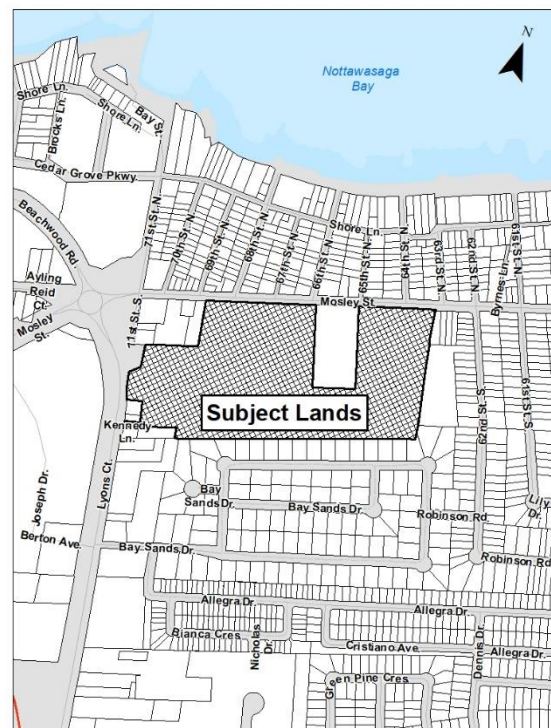 N
Nottawasaga
Bay
Shore Ln.
Shore Ln.
Brocks Ln.
Bay St.
Cedar Grove Pkwy.
71st St. N
70th St. N
69th St. N.
68th St. N.
67th St. N
66th St. N
65th St. N
64th St. N
63rd St. N
62nd St. N
61st St. N
Shore Ln.
Byrnes Ln.
Beachwood Rd.
Ayling
Reid
Ct.
Mosley
St.
71st St. S.
Mosley St.
Subject Lands
62nd St. S
61st St. S
Kennedy
Ln.
Lyons Ct.
Joseph Dr.
Bay
Sands Dr.
Bay Sands Dr.
Robinson Rd
Lily
Dr.
Berton Ave.
Bay Sands Dr.
Robinson Rd
Allegra Dr.
Allegra Dr.
Bianca Cres
Nicholas
Dr.
Cristiano Ave
Dennis Dr.
Allegra Dr.
Green Pine Cres